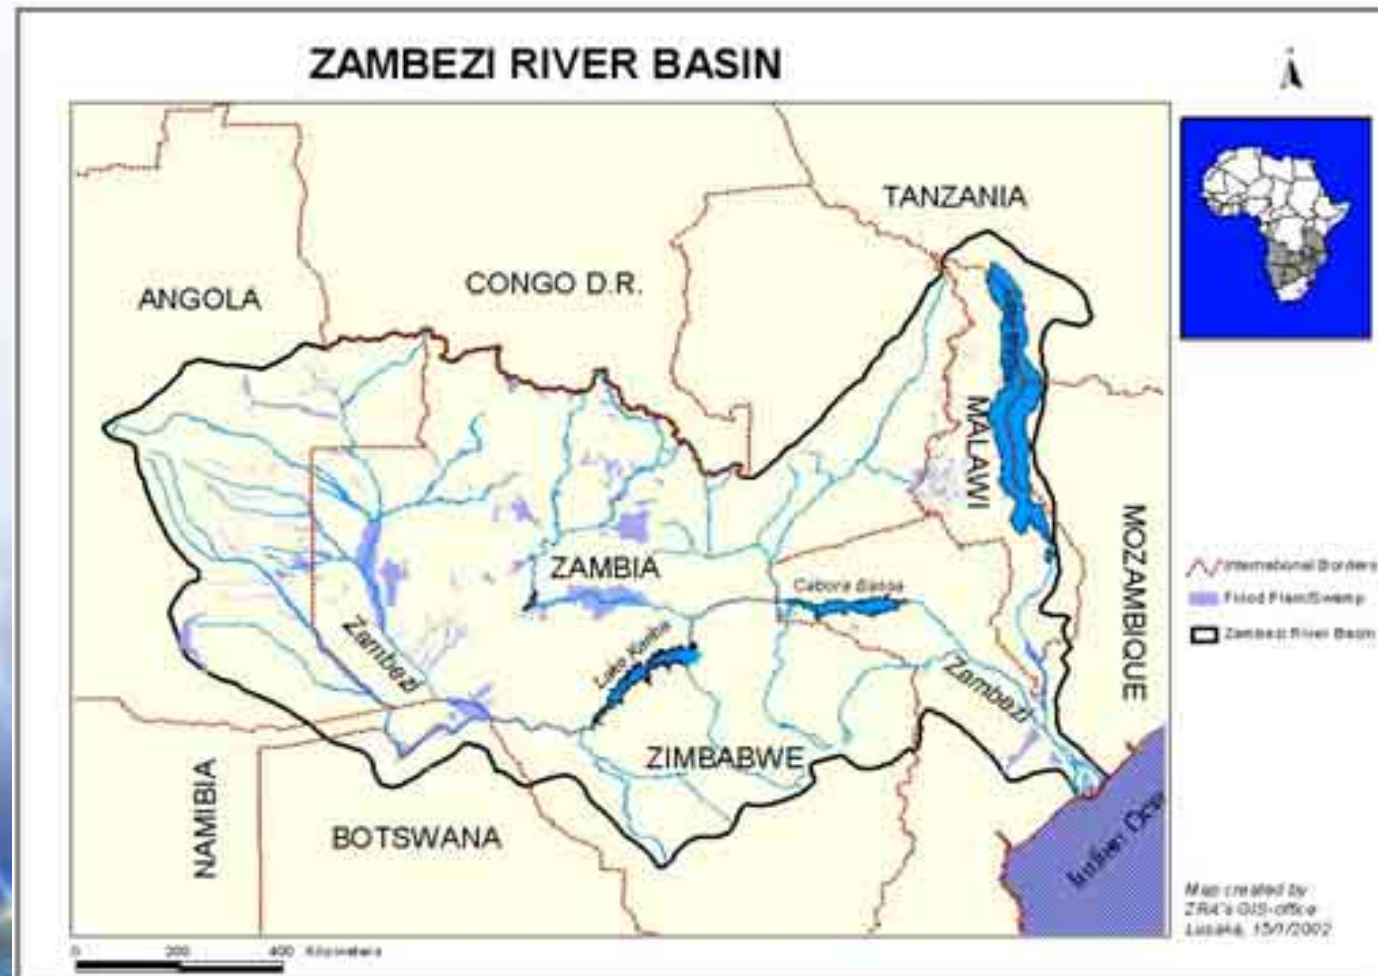 ZAMBEZI RIVER BASIN
TANZANIA
CONGO D.R.
ANGOLA
MALAWI
MOZAMBIQUE
ZAMBIA
Cabora Bassa
Zambezi
Lake Kariba
Zambezi
ZIMBABWE
NAMIBIA
BOTSWANA
Indian Ocea
International Borders
Flood Plain/Swamp
Zambezi River Basin
Map created by
ZRA's GIS-office
Lusaka, 15/1/2002
0 200 400 Kilometers